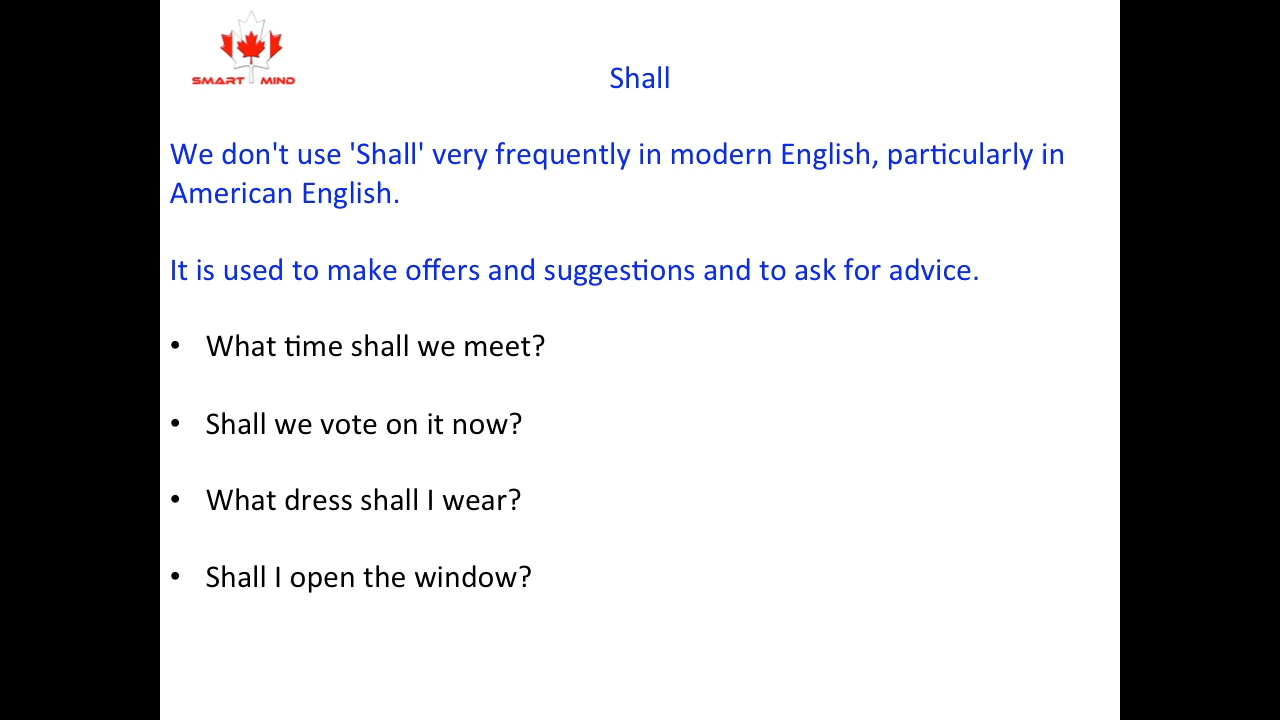 SMART MIND
Shall
We don't use 'Shall' very frequently in modern English, particularly in
American English.
It is used to make offers and suggestions and to ask for advice.
• What time shall we meet?
• Shall we vote on it now?
• What dress shall I wear?
• Shall I open the window?